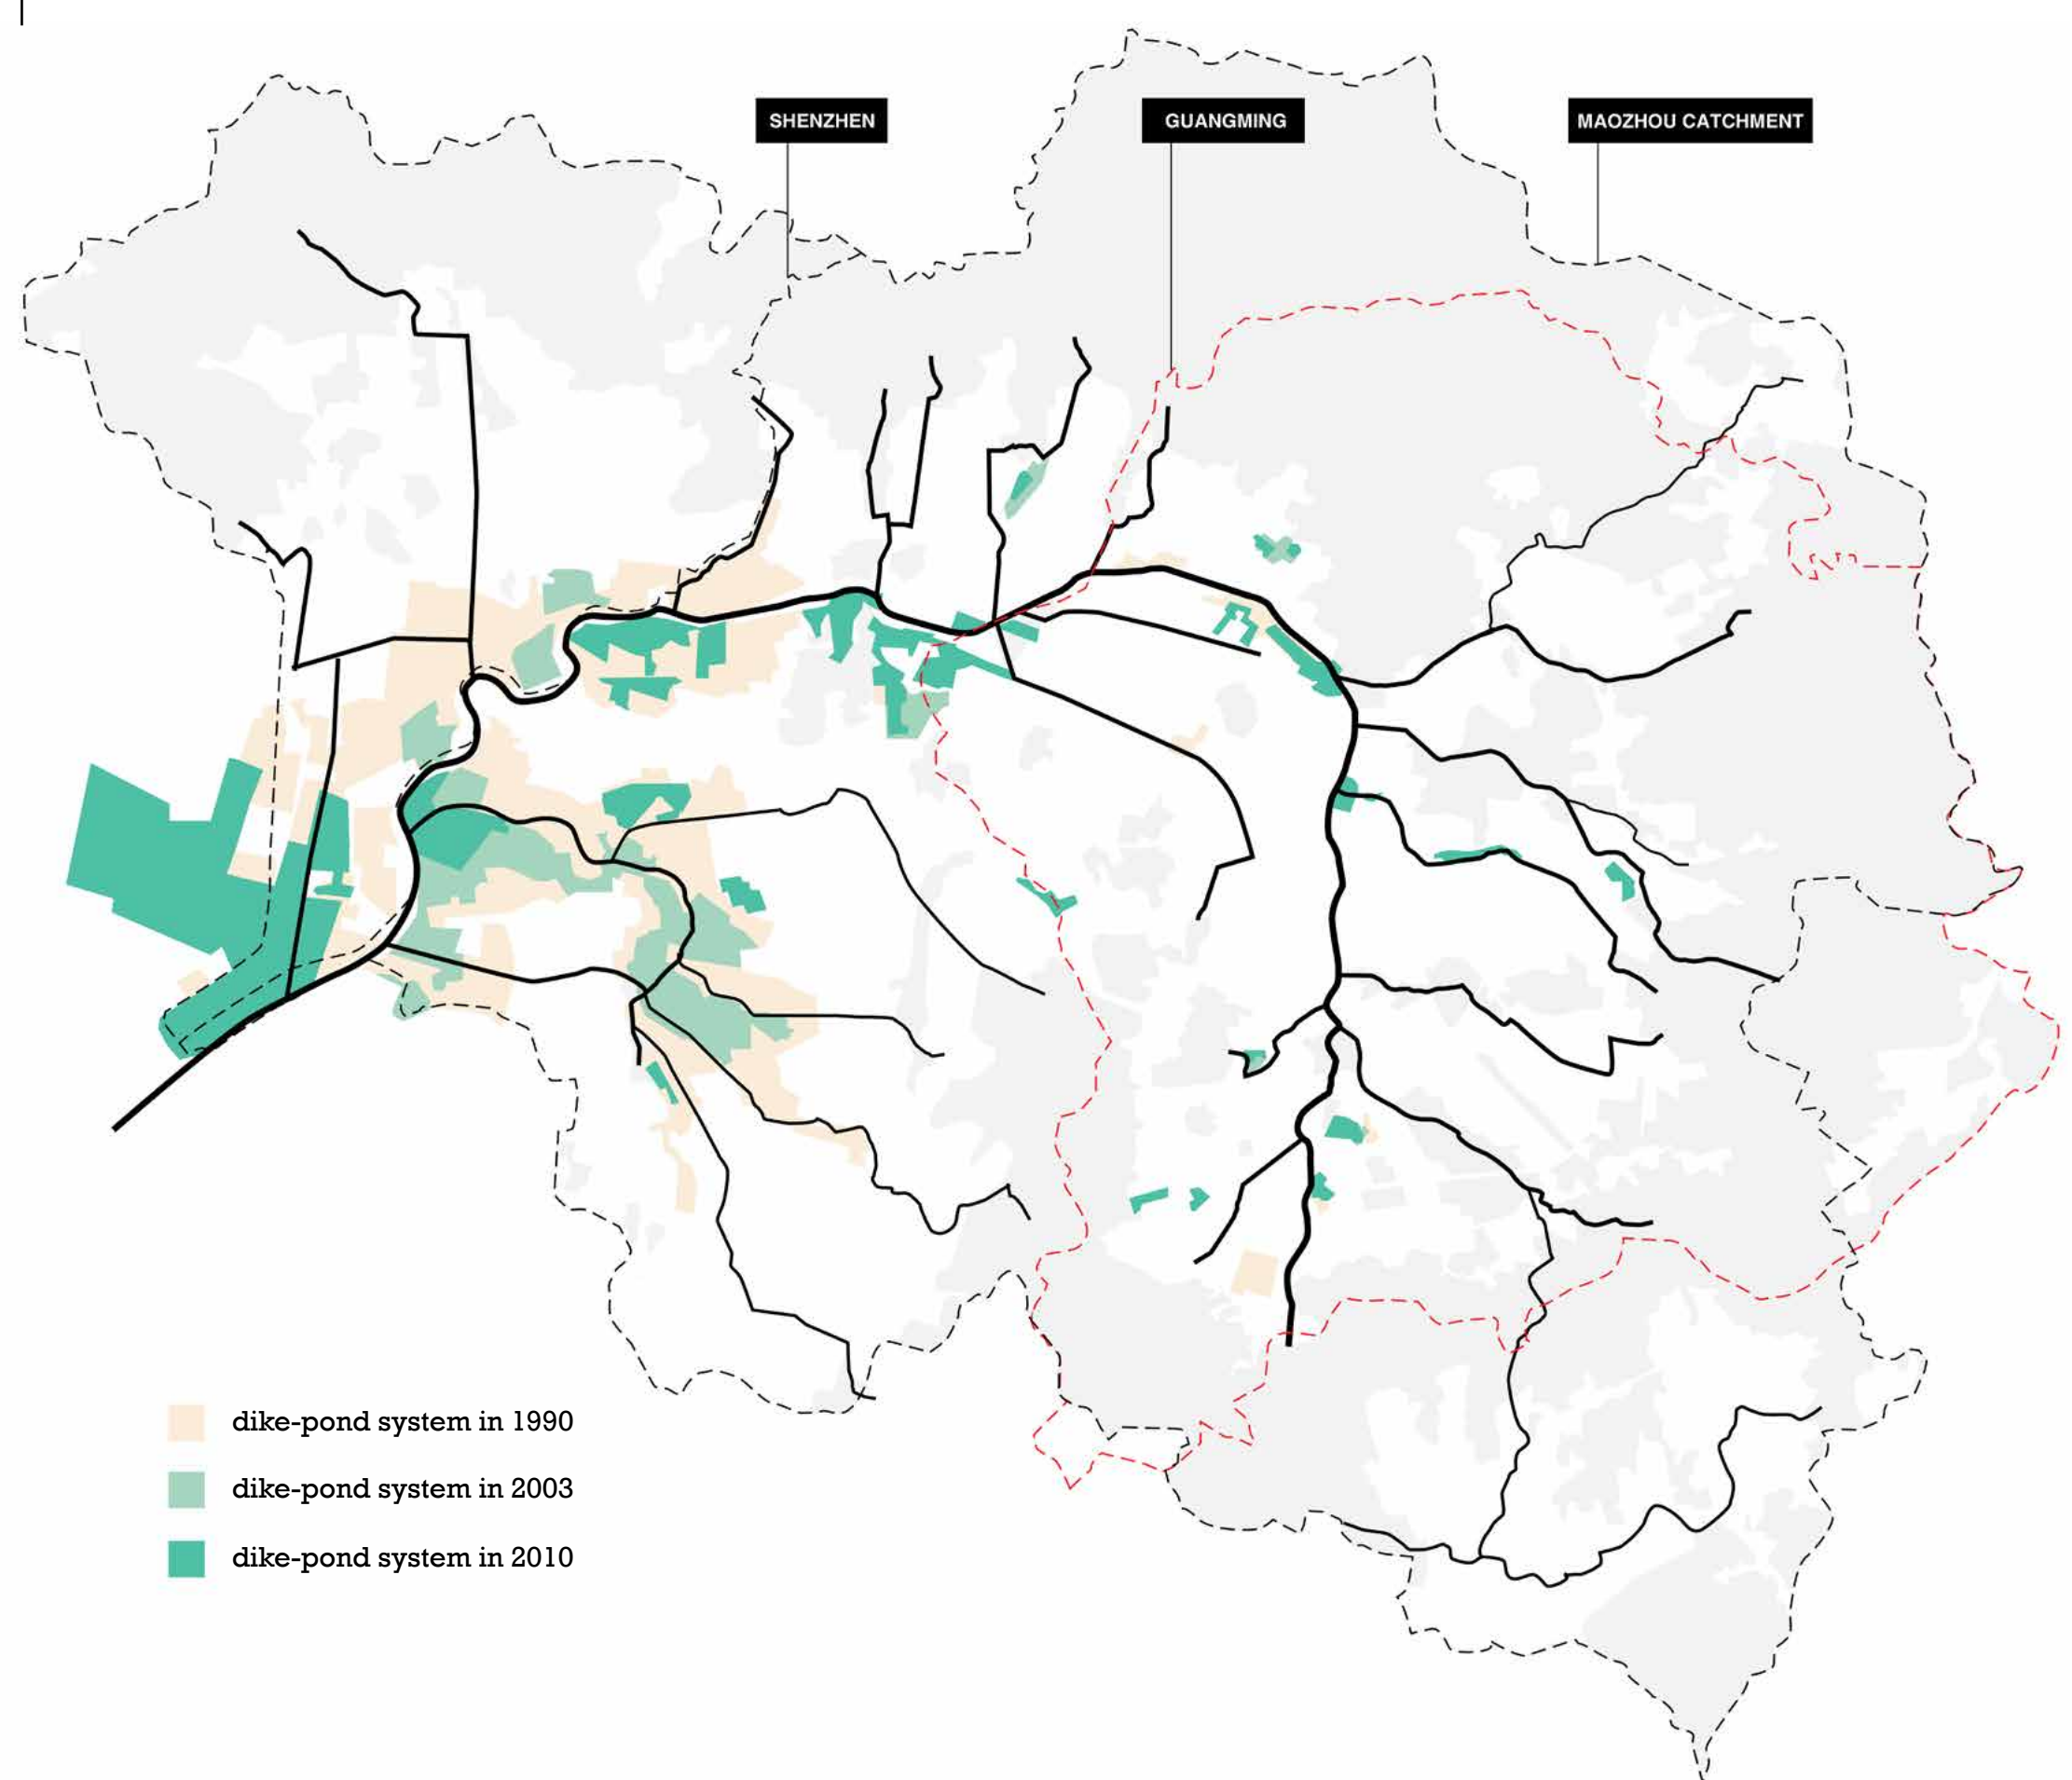 SHENZHEN
GUANGMING
MAOZHOU CATCHMENT
dike-pond system in 1990
dike-pond system in 2003
dike-pond system in 2010